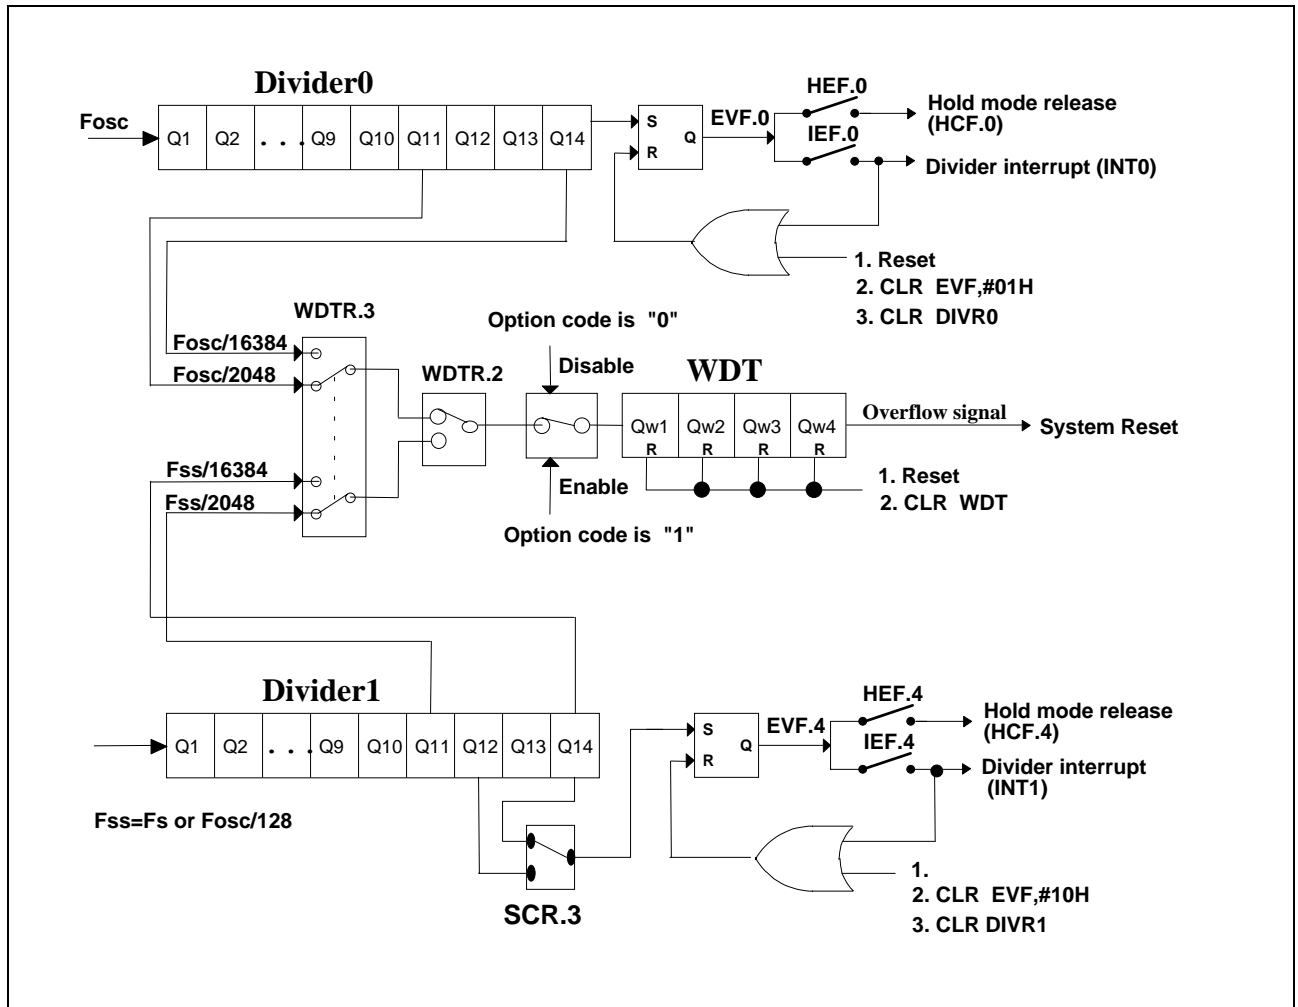 Divider0
Fosc
Q1 Q2 . . . Q9 Q10 Q11 Q12 Q13 Q14
S
R
Q
EVF.0
HEF.0
IEF.0
Hold mode release
(HCF.0)
Divider interrupt (INT0)
1. Reset
2. CLR EVF,#01H
3. CLR DIVR0
WDTR.3
Fosc/16384
Fosc/2048
Fss/16384
Fss/2048
WDTR.2
Option code is "0"
Disable
Enable
Option code is "1"
WDT
Qw1 Qw2 Qw3 Qw4
R R R R
Overflow signal
System Reset
1. Reset
2. CLR WDT
Divider1
Q1 Q2 . . . Q9 Q10 Q11 Q12 Q13 Q14
Fss=Fs or Fosc/128
SCR.3
S
R
Q
EVF.4
HEF.4
IEF.4
Hold mode release
(HCF.4)
Divider interrupt
(INT1)
1.
2. CLR EVF,#10H
3. CLR DIVR1